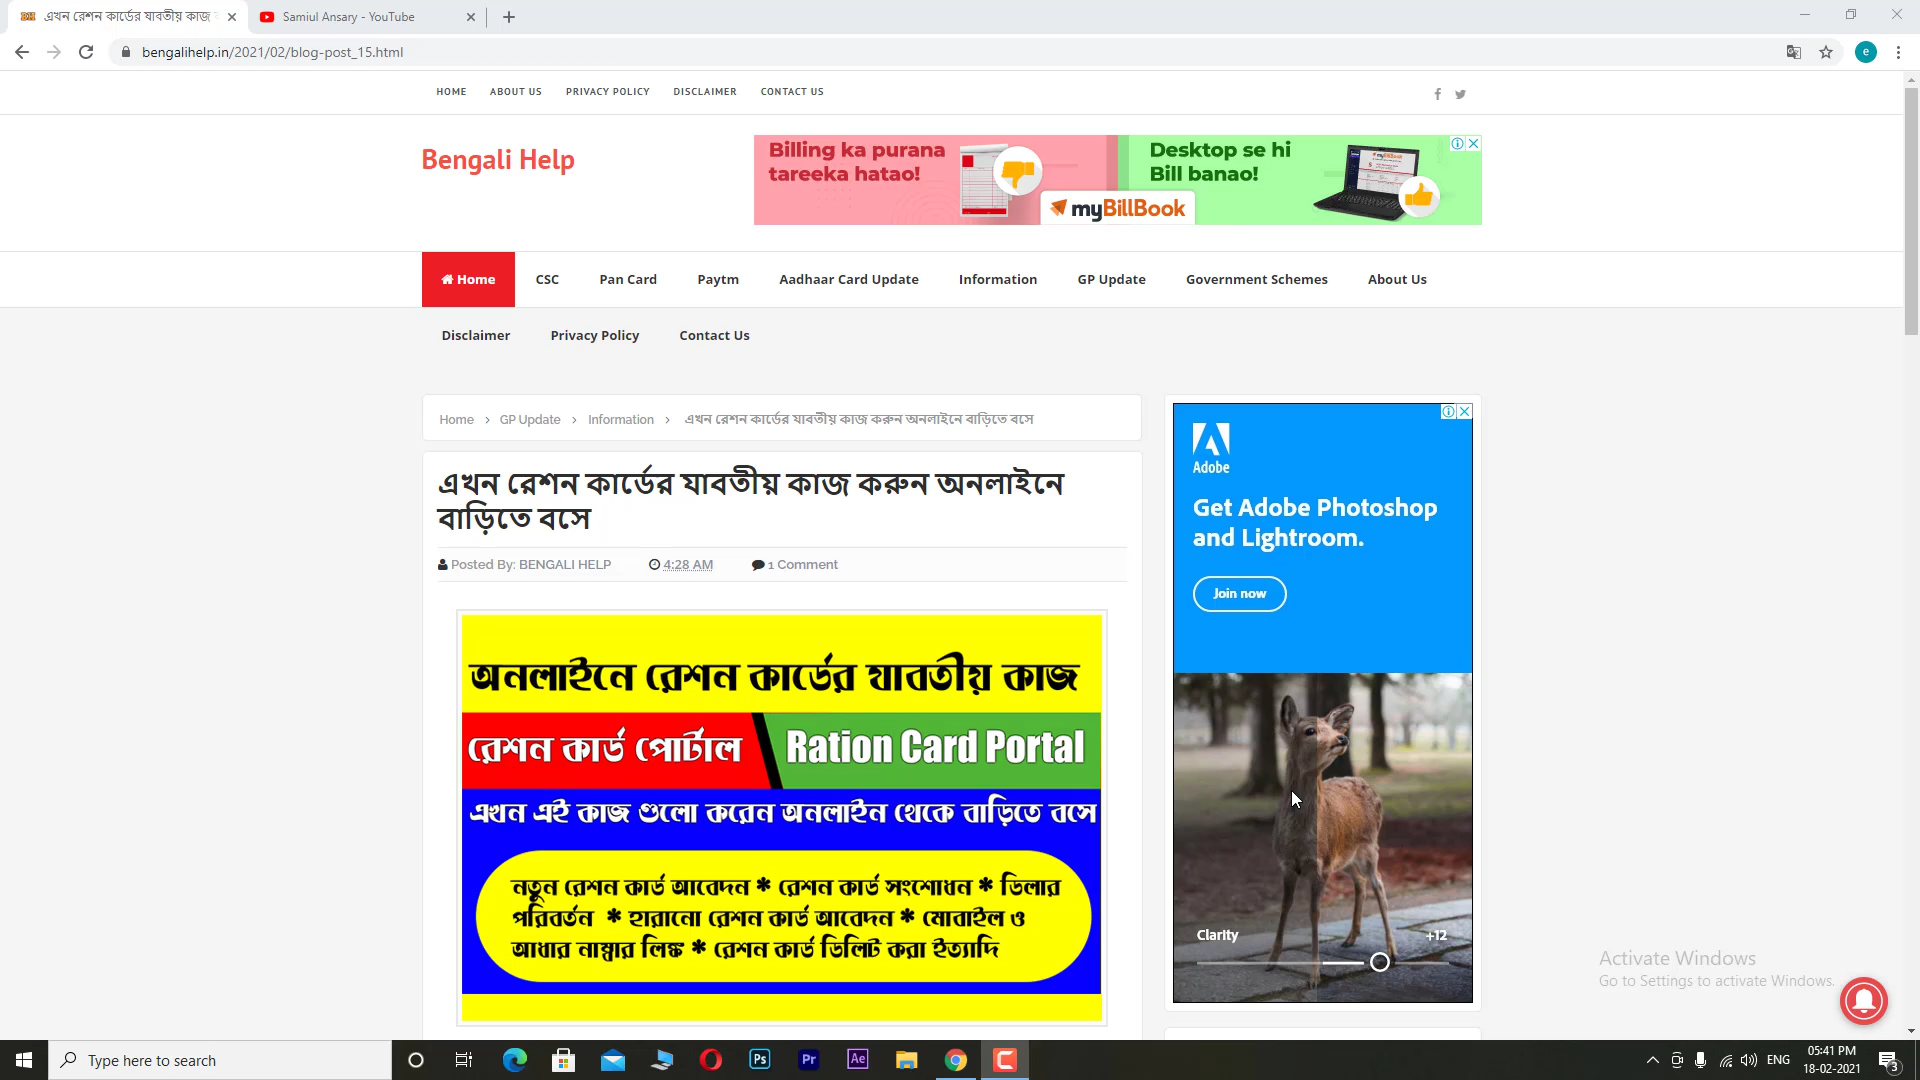 এখন রেশন কার্ডের যাবতীয় কাজ
Samiul Ansary - YouTube
bengalihelp.in/2021/02/blog-post_15.html
e
HOME ABOUT US PRIVACY POLICY DISCLAIMER CONTACT US
Bengali Help
Billing ka purana
tareeka hatao!
Desktop se hi
Bill banao!
myBillBook
Home CSC Pan Card Paytm Aadhaar Card Update Information GP Update Government Schemes About Us
Disclaimer Privacy Policy Contact Us
Home › GP Update › Information › এখন রেশন কার্ডের যাবতীয় কাজ করুন অনলাইনে বাড়িতে বসে
এখন রেশন কার্ডের যাবতীয় কাজ করুন অনলাইনে
বাড়িতে বসে
Posted By: BENGALI HELP 4:28 AM 1 Comment
অনলাইনে রেশন কার্ডের যাবতীয় কাজ
রেশন কার্ড পোর্টাল Ration Card Portal
এখন এই কাজ গুলো করেন অনলাইন থেকে বাড়িতে বসে
নতুন রেশন কার্ড আবেদন * রেশন কার্ড সংশোধন * ডিলার
পরিবর্তন * হারানো রেশন কার্ড আবেদন * মোবাইল ও
আধার নাম্বার লিঙ্ক * রেশন কার্ড ডিলিট করা ইত্যাদি
Adobe
Get Adobe Photoshop
and Lightroom.
Join now
Clarity +12
Activate Windows
Go to Settings to activate Windows.
Type here to search
Ps Pr Ae
ENG
05:41 PM
18-02-2021
3